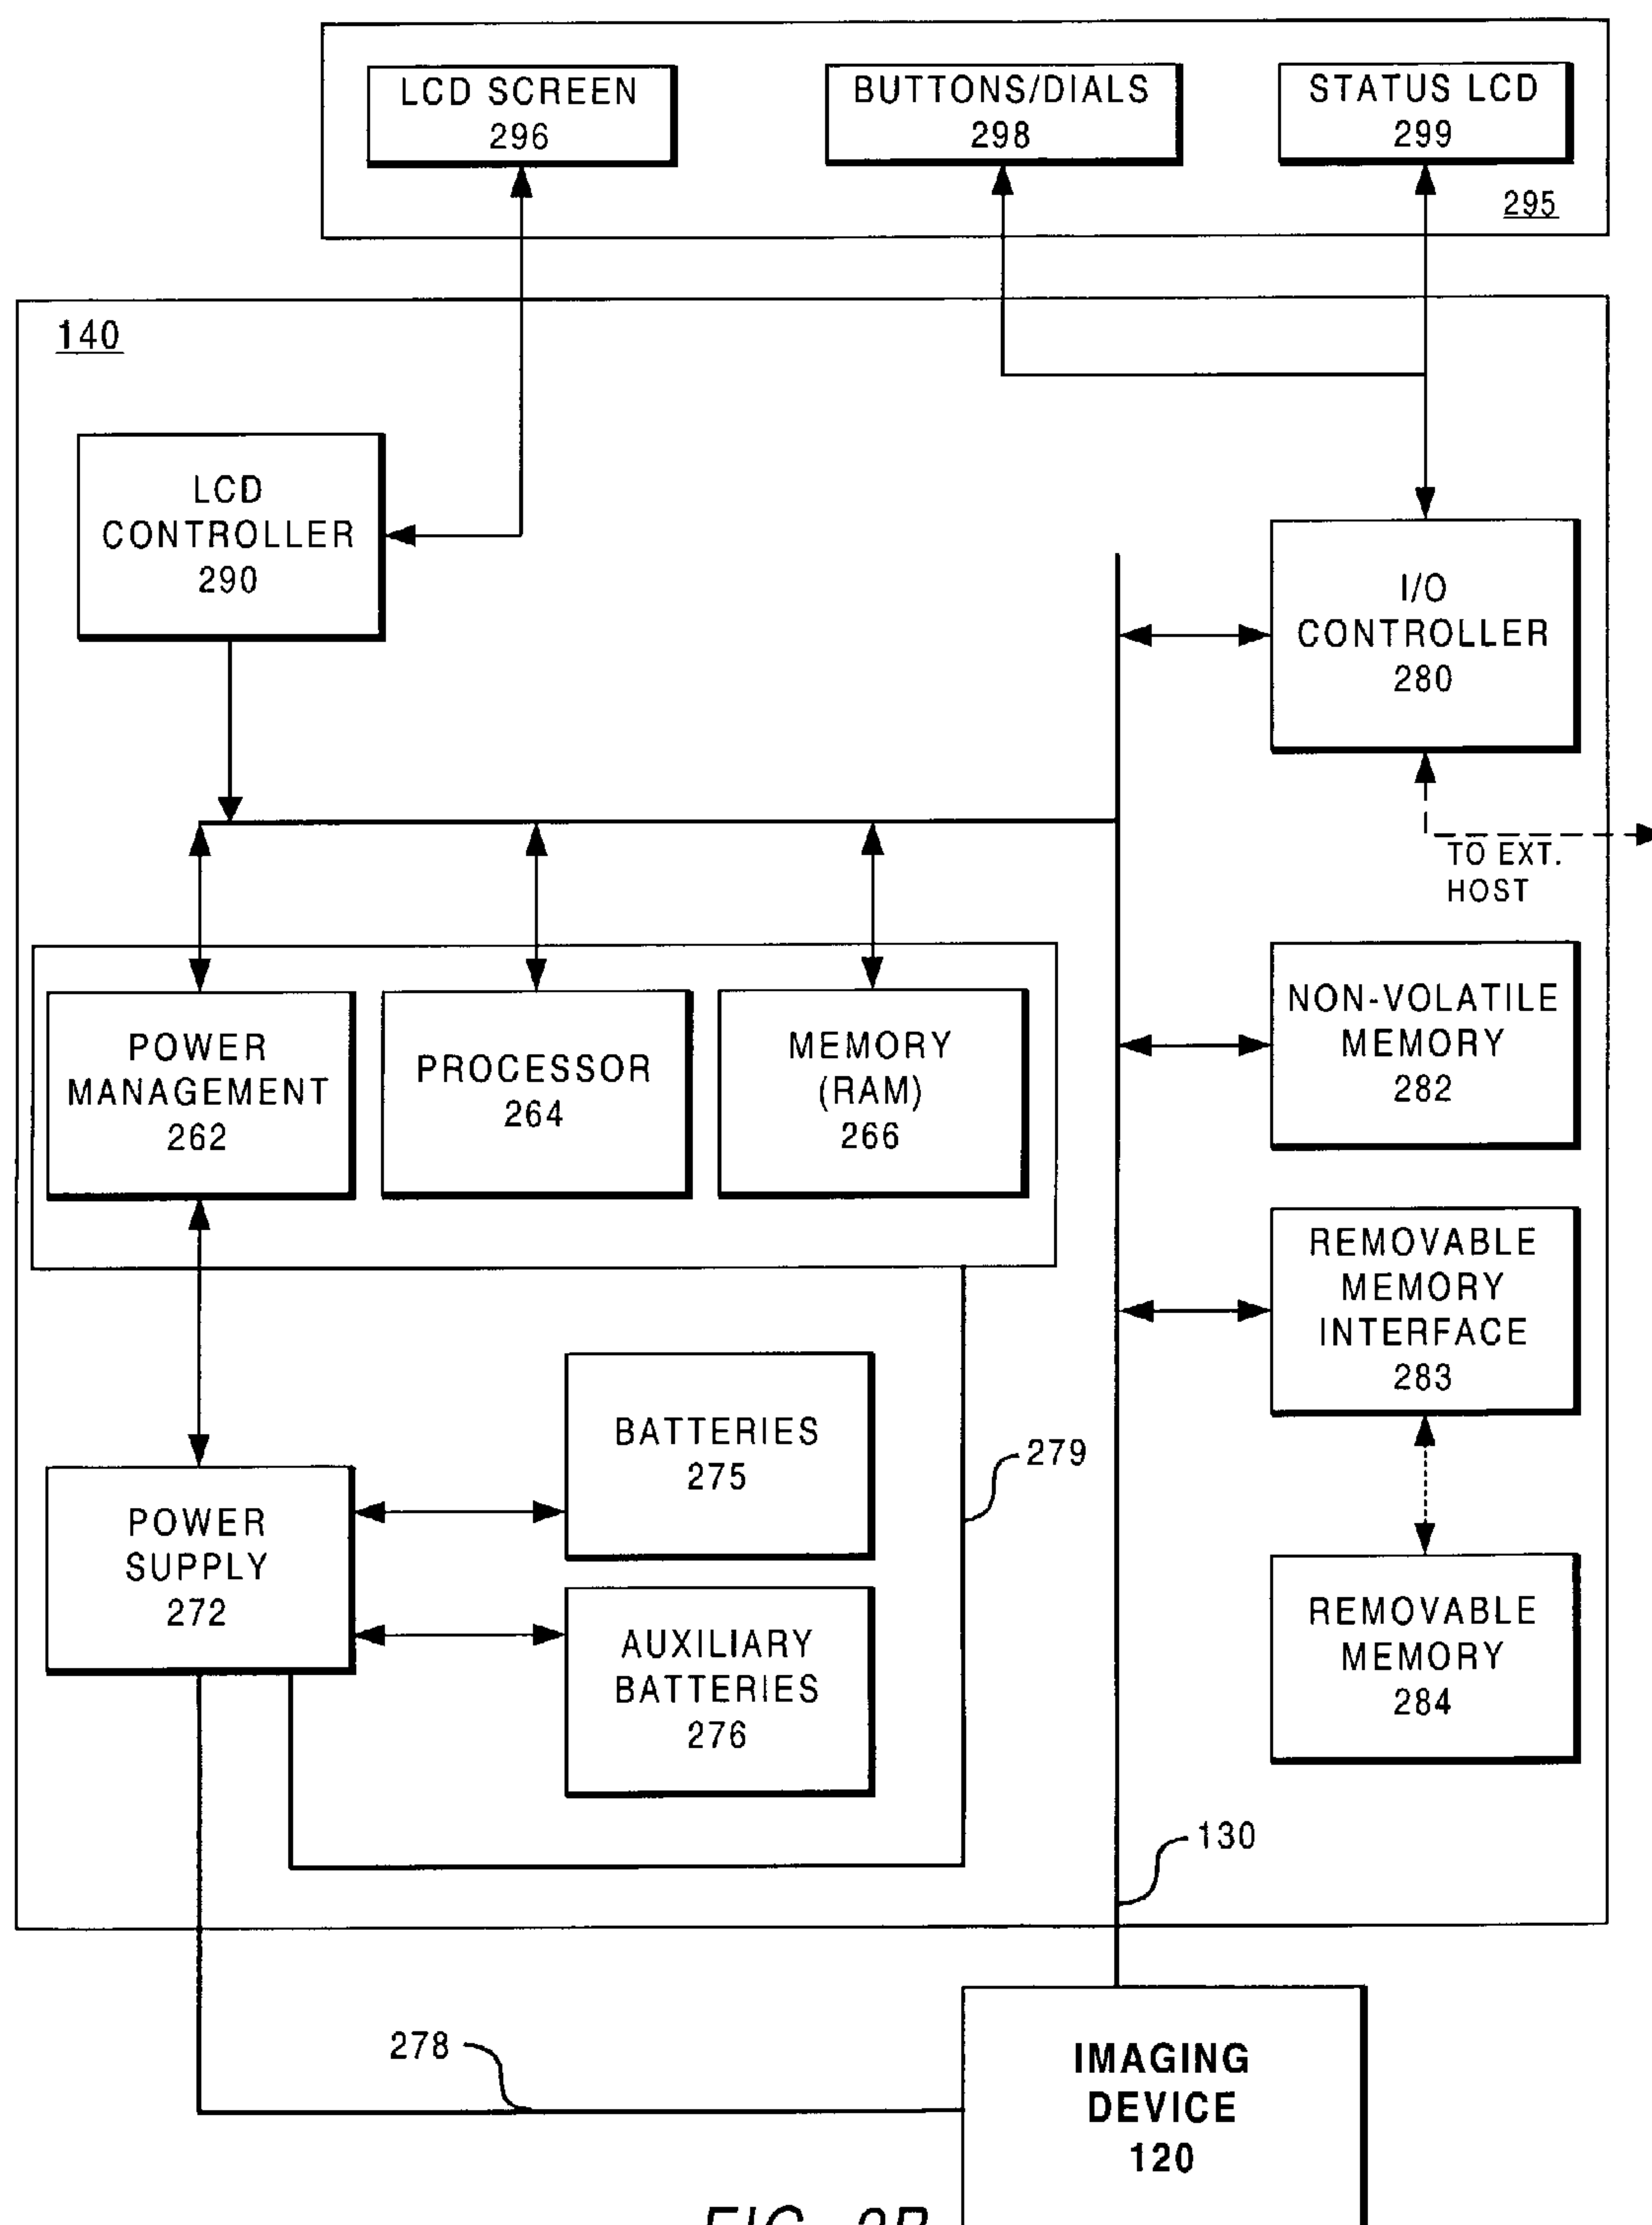 LCD SCREEN
296
BUTTONS/DIALS
298
STATUS LCD
299
295
140
LCD
CONTROLLER
290
I/O
CONTROLLER
280
TO EXT.
HOST
POWER
MANAGEMENT
262
PROCESSOR
264
MEMORY
(RAM)
266
NON-VOLATILE
MEMORY
282
REMOVABLE
MEMORY
INTERFACE
283
BATTERIES
275
279
POWER
SUPPLY
272
AUXILIARY
BATTERIES
276
REMOVABLE
MEMORY
284
130
278
IMAGING
DEVICE
120